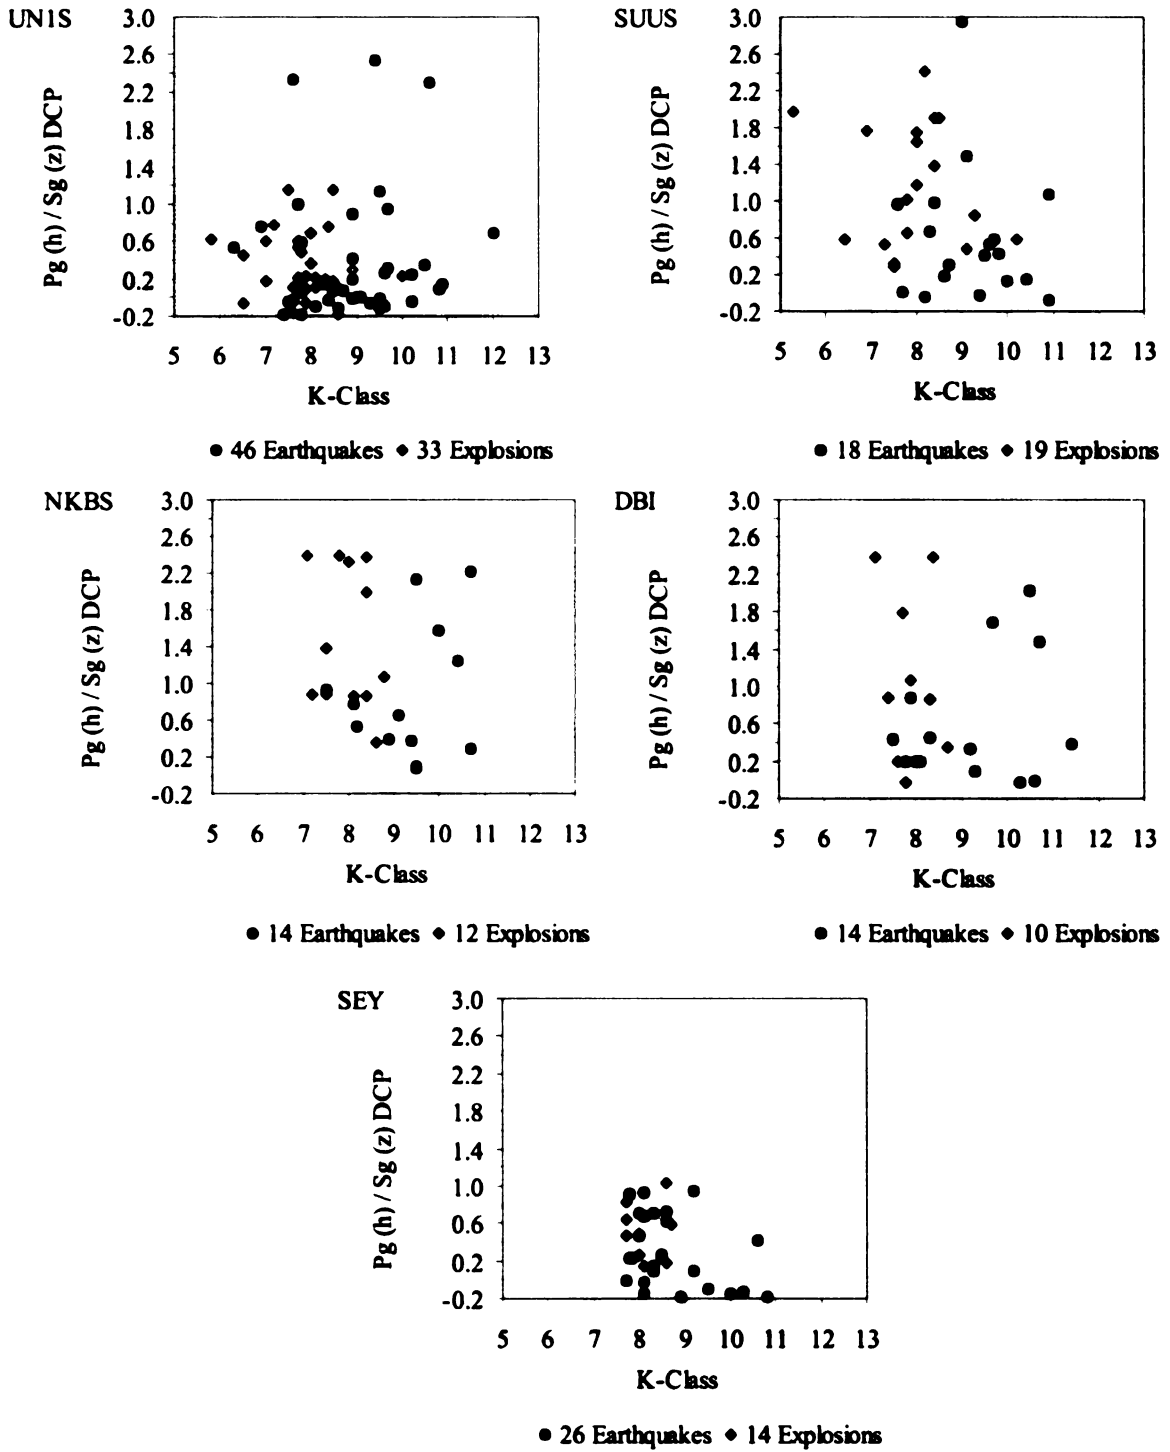 UN1S
3.0
2.6
2.2
1.8
1.4
1.0
0.6
0.2
-0.2
Pg (h) / Sg (z) DCP
5 6 7 8 9 10 11 12 13
K-Class
● 46 Earthquakes ◆ 33 Explosions
SUUS
3.0
2.6
2.2
1.8
1.4
1.0
0.6
0.2
-0.2
Pg (h) / Sg (z) DCP
5 6 7 8 9 10 11 12 13
K-Class
● 18 Earthquakes ◆ 19 Explosions
NKBS
3.0
2.6
2.2
1.8
1.4
1.0
0.6
0.2
-0.2
Pg (h) / Sg (z) DCP
5 6 7 8 9 10 11 12 13
K-Class
● 14 Earthquakes ◆ 12 Explosions
DBI
3.0
2.6
2.2
1.8
1.4
1.0
0.6
0.2
-0.2
Pg (h) / Sg (z) DCP
5 6 7 8 9 10 11 12 13
K-Class
● 14 Earthquakes ◆ 10 Explosions
SEY
3.0
2.6
2.2
1.8
1.4
1.0
0.6
0.2
-0.2
Pg (h) / Sg (z) DCP
5 6 7 8 9 10 11 12 13
K-Class
● 26 Earthquakes ◆ 14 Explosions